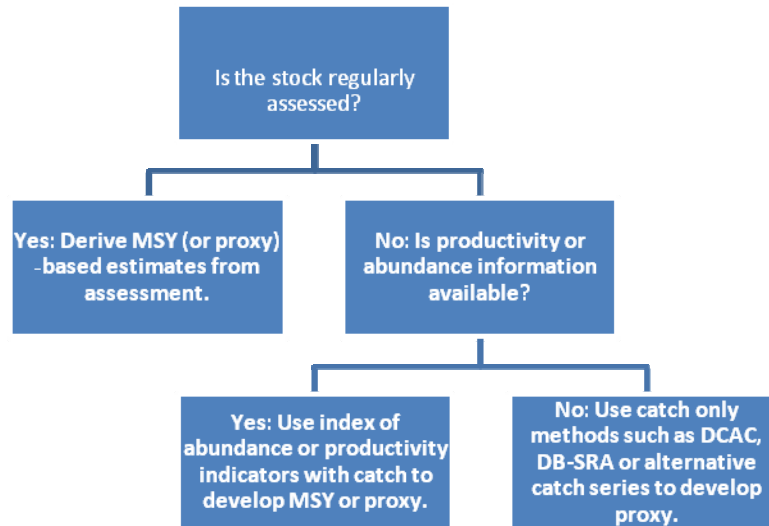 Is the stock regularly
assessed?
Yes: Derive MSY (or proxy)
-based estimates from
assessment.
No: Is productivity or
abundance information
available?
Yes: Use index of
abundance or productivity
indicators with catch to
develop MSY or proxy.
No: Use catch only
methods such as DCAC,
DB-SRA or alternative
catch series to develop
proxy.